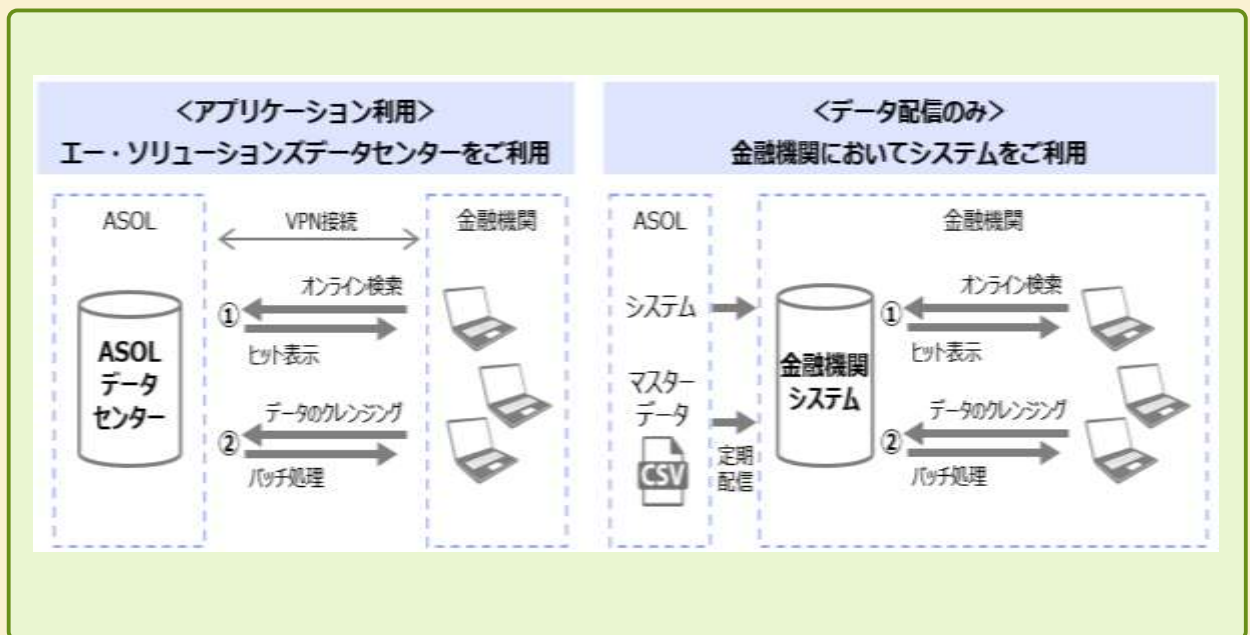 <アプリケーション利用>
エー・ソリューションズデータセンターをご利用
ASOL
VPN接続
金融機関
ASOL
データ
センター
①
オンライン検索
ヒット表示
②
データのクレンジング
バッチ処理
<データ配信のみ>
金融機関においてシステムをご利用
ASOL
金融機関
システム
マスター
データ
CSV
定期
配信
金融機関
システム
①
オンライン検索
ヒット表示
②
データのクレンジング
バッチ処理